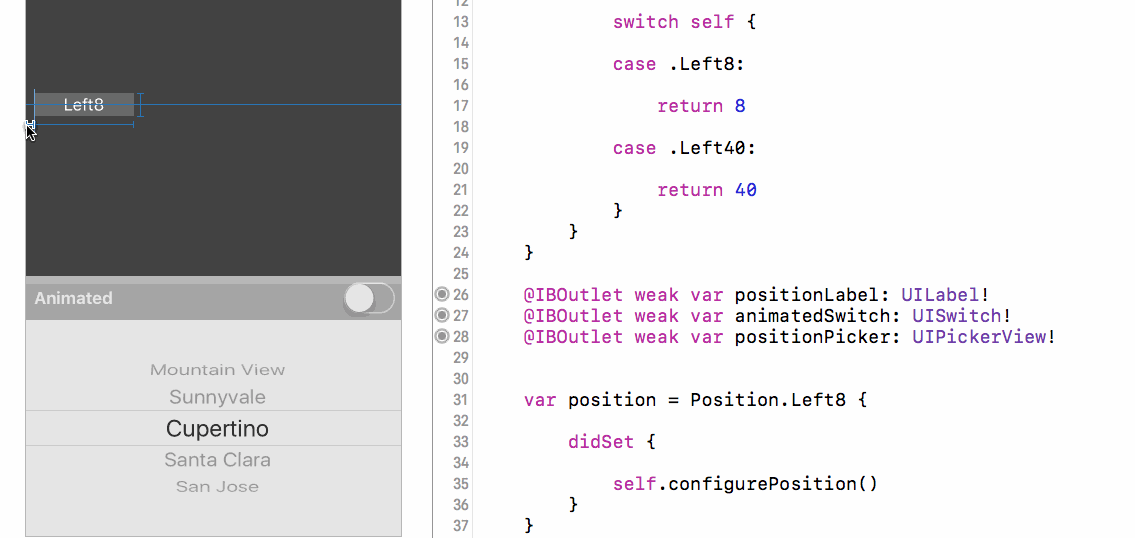 Left8
Animated
Mountain View
Sunnyvale
Cupertino
Santa Clara
San Jose
12
13 switch self {
14
15 case .Left8:
16
17 return 8
18
19 case .Left40:
20
21 return 40
22 }
23 }
24 }
25
26 @IBOutlet weak var positionLabel: UILabel!
27 @IBOutlet weak var animatedSwitch: UISwitch!
28 @IBOutlet weak var positionPicker: UIPickerView!
29
30
31 var position = Position.Left8 {
32
33 didSet {
34
35 self.configurePosition()
36 }
37 }